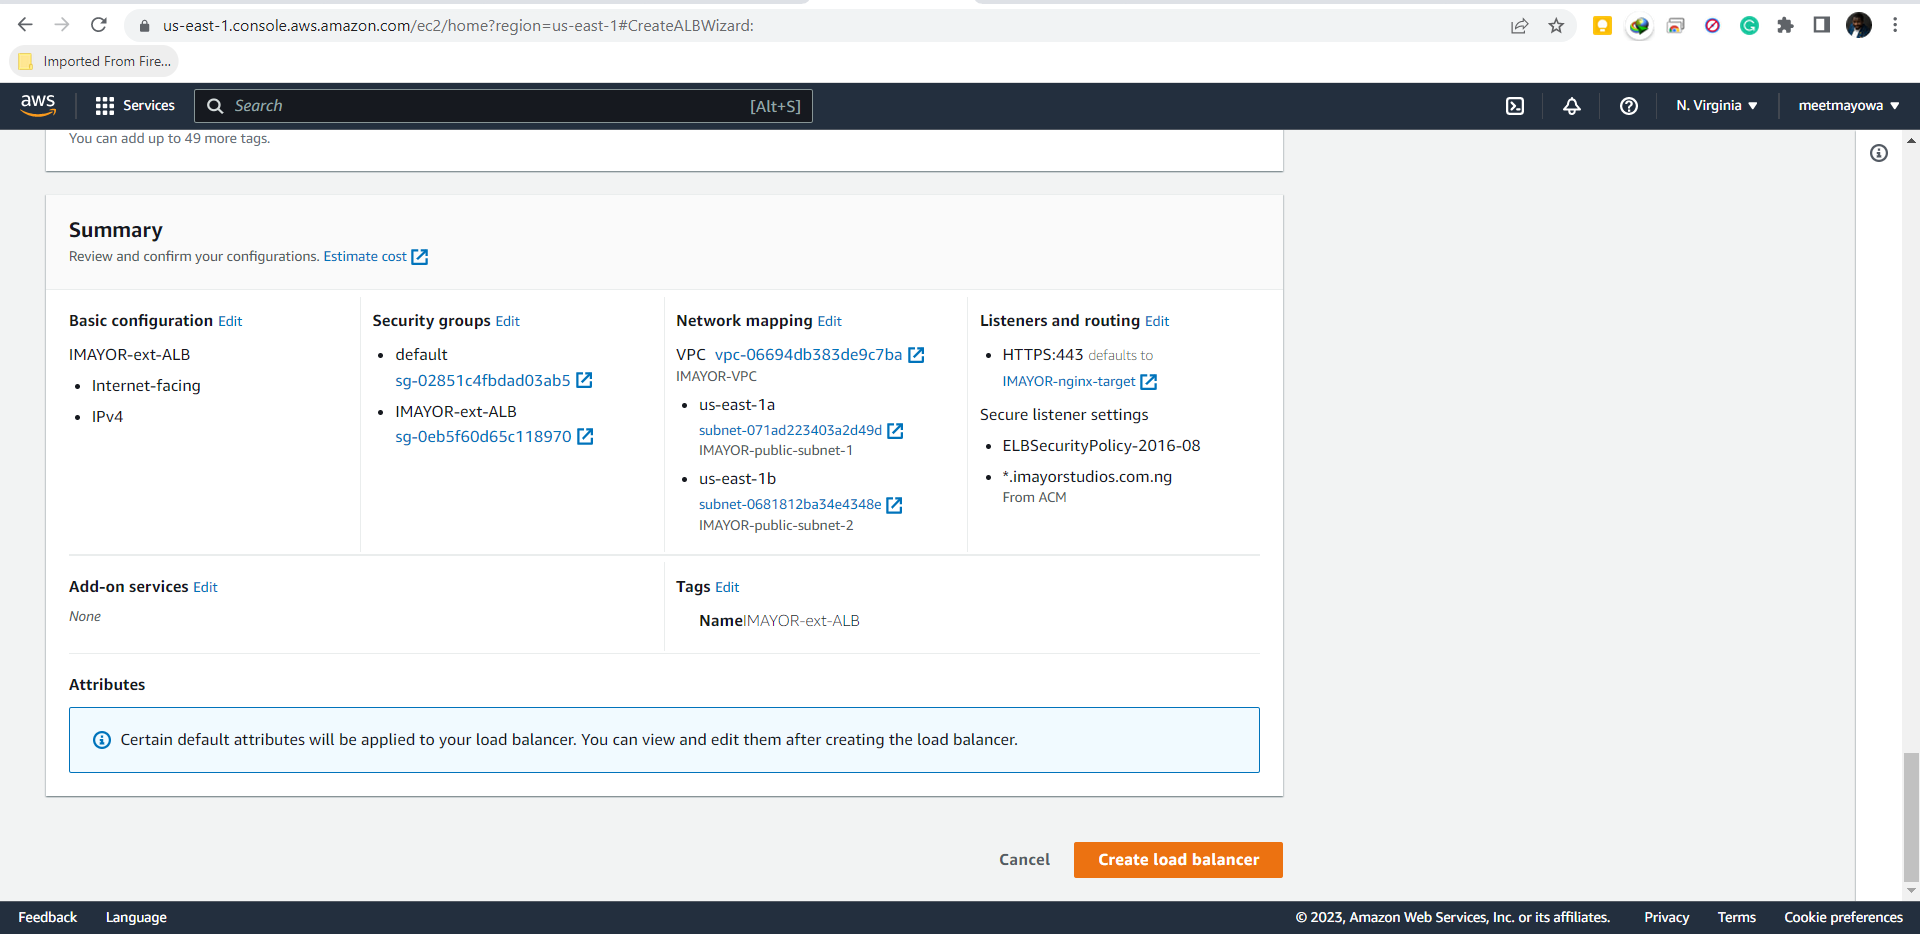 us-east-1.console.aws.amazon.com/ec2/home?region=us-east-1#CreateALBWizard:
Imported From Fire...
aws
Services
Search
[Alt+S]
N. Virginia
meetmayowa
You can add up to 49 more tags.
Summary
Review and confirm your configurations. Estimate cost
Basic configuration Edit
IMAYOR-ext-ALB
Internet-facing
IPv4
Security groups Edit
default
sg-02851c4fbdad03ab5
IMAYOR-ext-ALB
sg-0eb5f60d65c118970
Network mapping Edit
VPC vpc-06694db383de9c7ba
IMAYOR-VPC
us-east-1a
subnet-071ad223403a2d49d
IMAYOR-public-subnet-1
us-east-1b
subnet-0681812ba34e4348e
IMAYOR-public-subnet-2
Listeners and routing Edit
HTTPS:443 defaults to
IMAYOR-nginx-target
Secure listener settings
ELBSecurityPolicy-2016-08
*.imayorstudios.com.ng
From ACM
Add-on services Edit
None
Tags Edit
NameIMAYOR-ext-ALB
Attributes
Certain default attributes will be applied to your load balancer. You can view and edit them after creating the load balancer.
Cancel
Create load balancer
Feedback
Language
© 2023, Amazon Web Services, Inc. or its affiliates.
Privacy
Terms
Cookie preferences